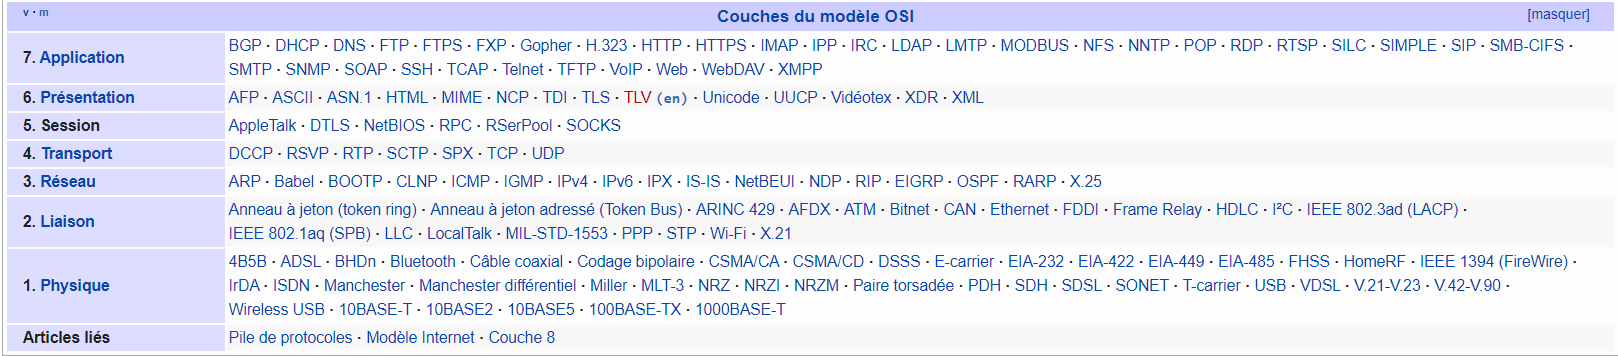 v · m
Couches du modèle OSI
[masquer]
7. Application
BGP · DHCP · DNS · FTP · FTPS · FXP · Gopher · H.323 · HTTP · HTTPS · IMAP · IPP · IRC · LDAP · LMTP · MODBUS · NFS · NNTP · POP · RDP · RTSP · SILC · SIMPLE · SIP · SMB-CIFS ·
SMTP · SNMP · SOAP · SSH · TCAP · Telnet · TFTP · VoIP · Web · WebDAV · XMPP
6. Présentation
AFP · ASCII · ASN.1 · HTML · MIME · NCP · TDI · TLS · TLV (en) · Unicode · UUCP · Vidéotex · XDR · XML
5. Session
AppleTalk · DTLS · NetBIOS · RPC · RSerPool · SOCKS
4. Transport
DCCP · RSVP · RTP · SCTP · SPX · TCP · UDP
3. Réseau
ARP · Babel · BOOTP · CLNP · ICMP · IGMP · IPv4 · IPv6 · IPX · IS-IS · NetBEUI · NDP · RIP · EIGRP · OSPF · RARP · X.25
2. Liaison
Anneau à jeton (token ring) · Anneau à jeton adressé (Token Bus) · ARINC 429 · AFDX · ATM · Bitnet · CAN · Ethernet · FDDI · Frame Relay · HDLC · I²C · IEEE 802.3ad (LACP) ·
IEEE 802.1aq (SPB) · LLC · LocalTalk · MIL-STD-1553 · PPP · STP · Wi-Fi · X.21
1. Physique
4B5B · ADSL · BHDn · Bluetooth · Câble coaxial · Codage bipolaire · CSMA/CA · CSMA/CD · DSSS · E-carrier · EIA-232 · EIA-422 · EIA-449 · EIA-485 · FHSS · HomeRF · IEEE 1394 (FireWire) ·
IrDA · ISDN · Manchester · Manchester différentiel · Miller · MLT-3 · NRZ · NRZI · NRZM · Paire torsadée · PDH · SDH · SDSL · SONET · T-carrier · USB · VDSL · V.21-V.23 · V.42-V.90 ·
Wireless USB · 10BASE-T · 10BASE2 · 10BASE5 · 100BASE-TX · 1000BASE-T
Articles liés
Pile de protocoles · Modèle Internet · Couche 8